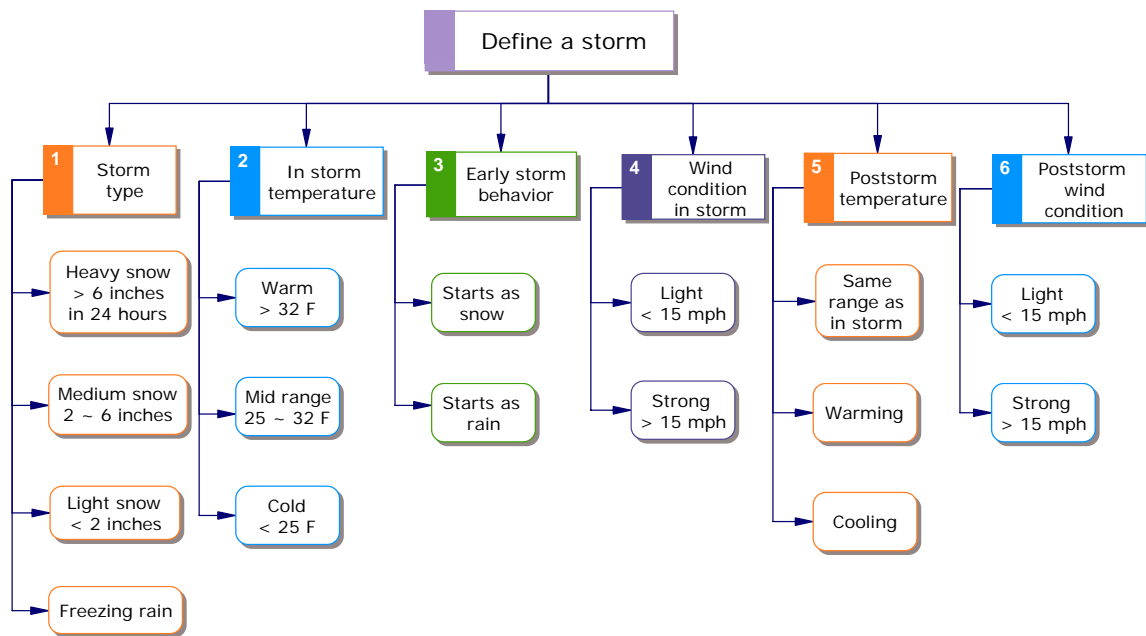 Define a storm
1
Storm
type
2
In storm
temperature
3
Early storm
behavior
4
Wind
condition
in storm
5
Poststorm
temperature
6
Poststorm
wind
condition
Heavy snow
> 6 inches
in 24 hours
Medium snow
2 ~ 6 inches
Light snow
< 2 inches
Freezing rain
Warm
> 32 F
Mid range
25 ~ 32 F
Cold
< 25 F
Starts as
snow
Starts as
rain
Light
< 15 mph
Strong
> 15 mph
Same
range as
in storm
Warming
Cooling
Light
< 15 mph
Strong
> 15 mph